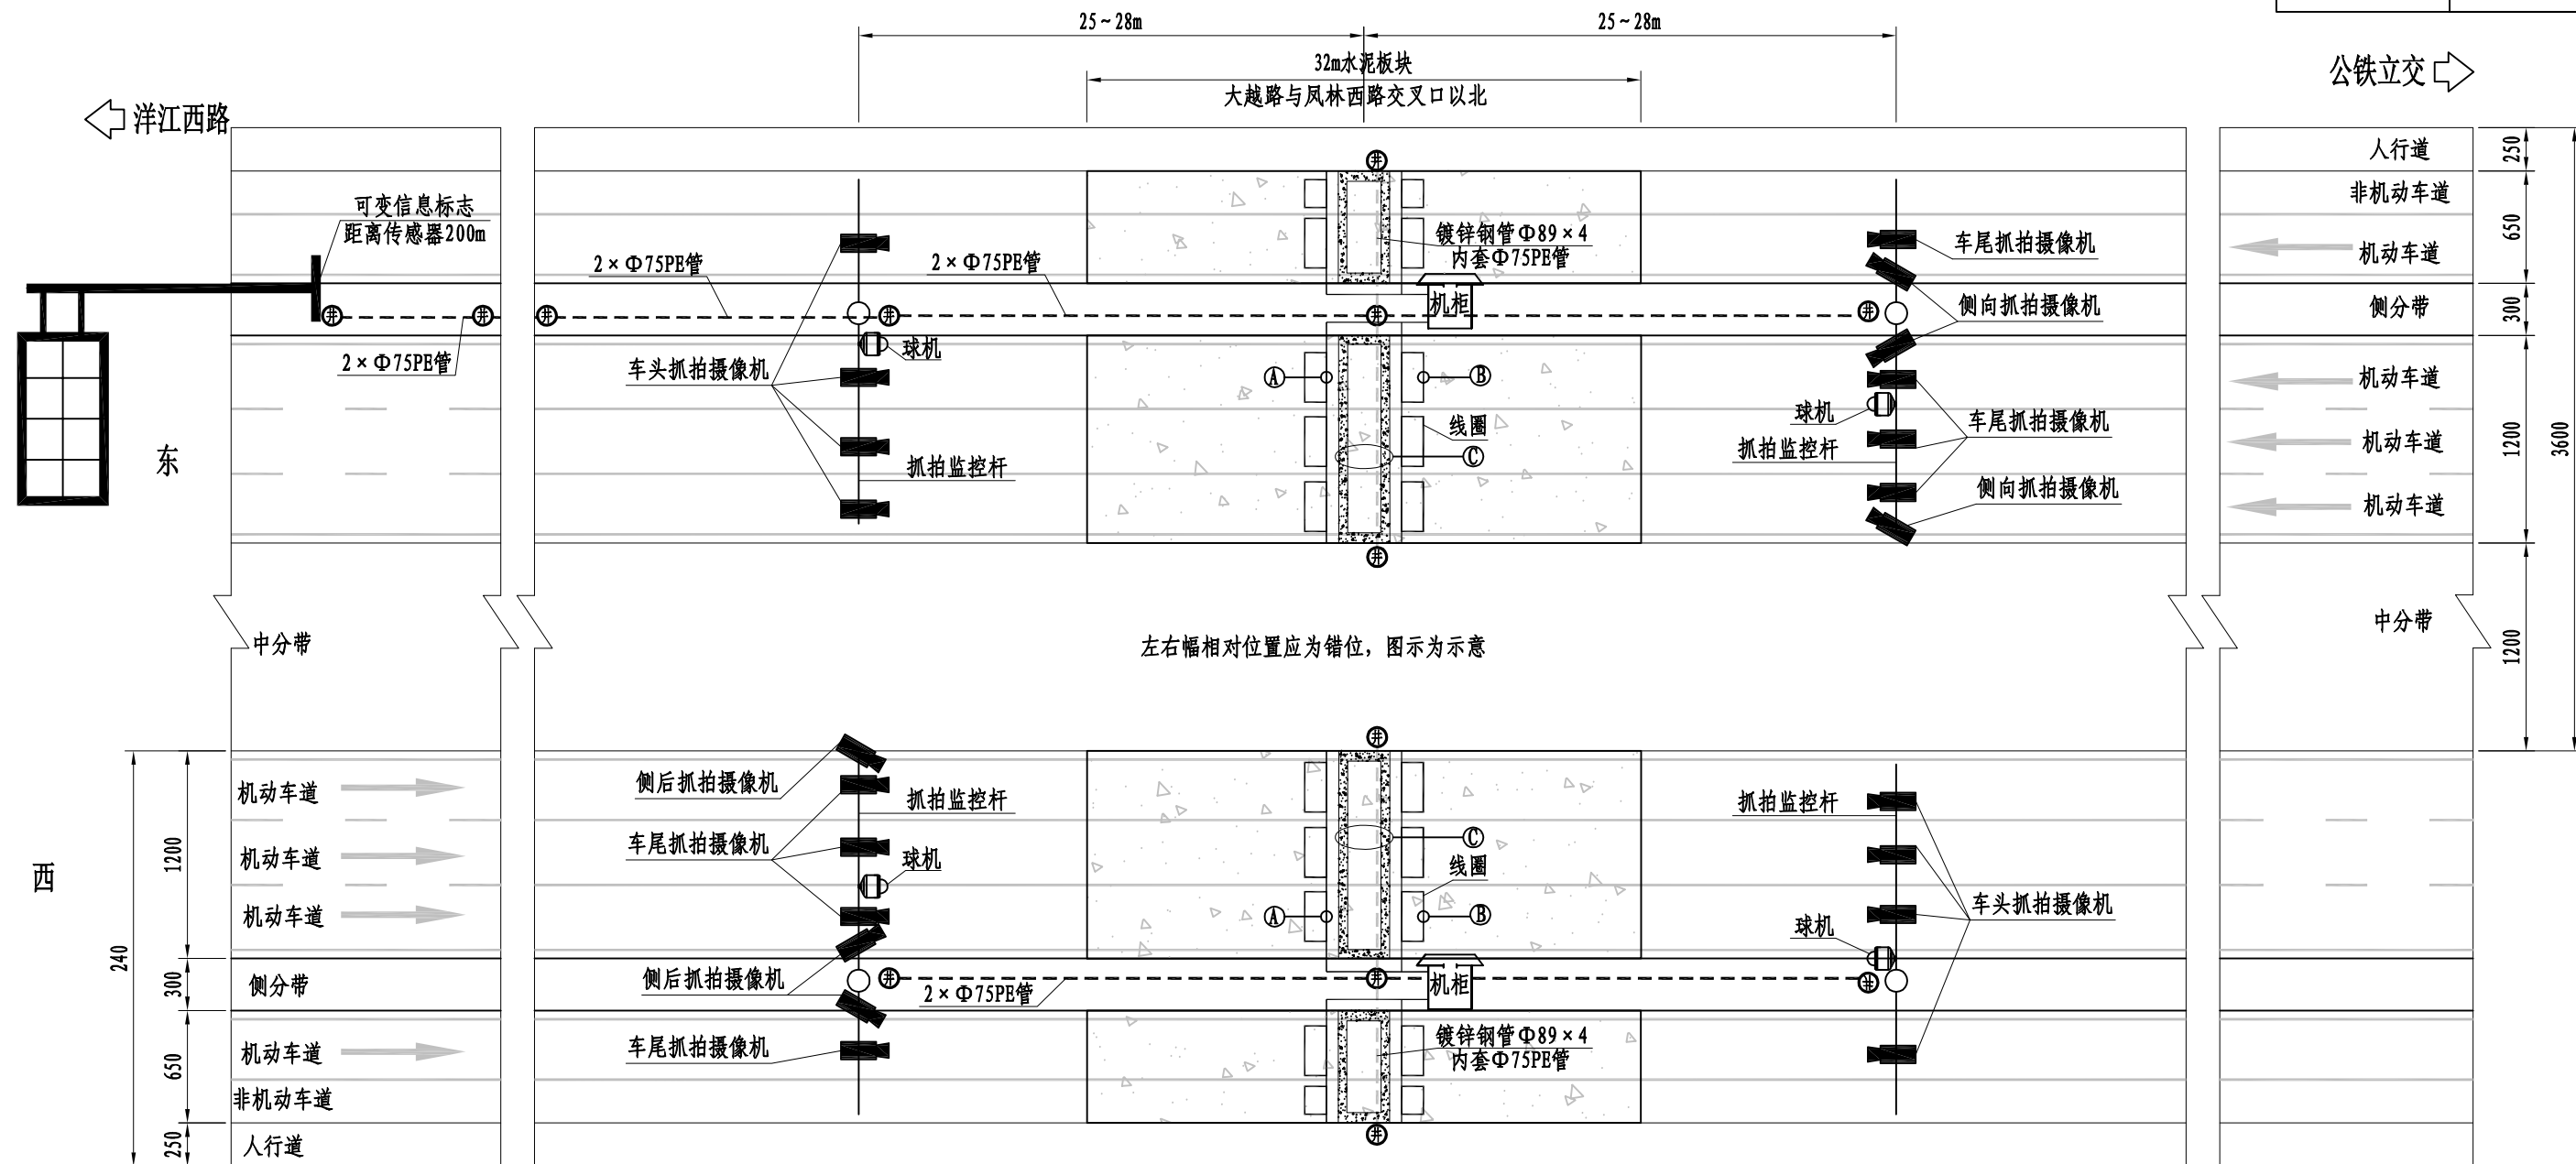 25~28m
25~28m
32m水泥板块
大越路与凤林西路交叉口以北
公铁立交
洋江西路
人行道
250
非机动车道
650
机动车道
可变信息标志
距离传感器200m
镀锌钢管Φ89×4
内套Φ75PE管
车尾抓拍摄像机
2×Φ75PE管
2×Φ75PE管
井
机柜
侧向抓拍摄像机
侧分带
300
井
井
井
井
井
井
2×Φ75PE管
车头抓拍摄像机
球机
A
B
机动车道
球机
线圈
车尾抓拍摄像机
1200
3600
东
抓拍监控杆
C
抓拍监控杆
机动车道
侧向抓拍摄像机
机动车道
井
中分带
左右幅相对位置应为错位，图示为示意
中分带
1200
井
机动车道
侧后抓拍摄像机
抓拍监控杆
抓拍监控杆
1200
机动车道
车尾抓拍摄像机
球机
C
线圈
西
机动车道
A
B
球机
车头抓拍摄像机
240
300
侧分带
侧后抓拍摄像机
井
2×Φ75PE管
井
机柜
井
650
机动车道
车尾抓拍摄像机
镀锌钢管Φ89×4
内套Φ75PE管
非机动车道
250
人行道
井